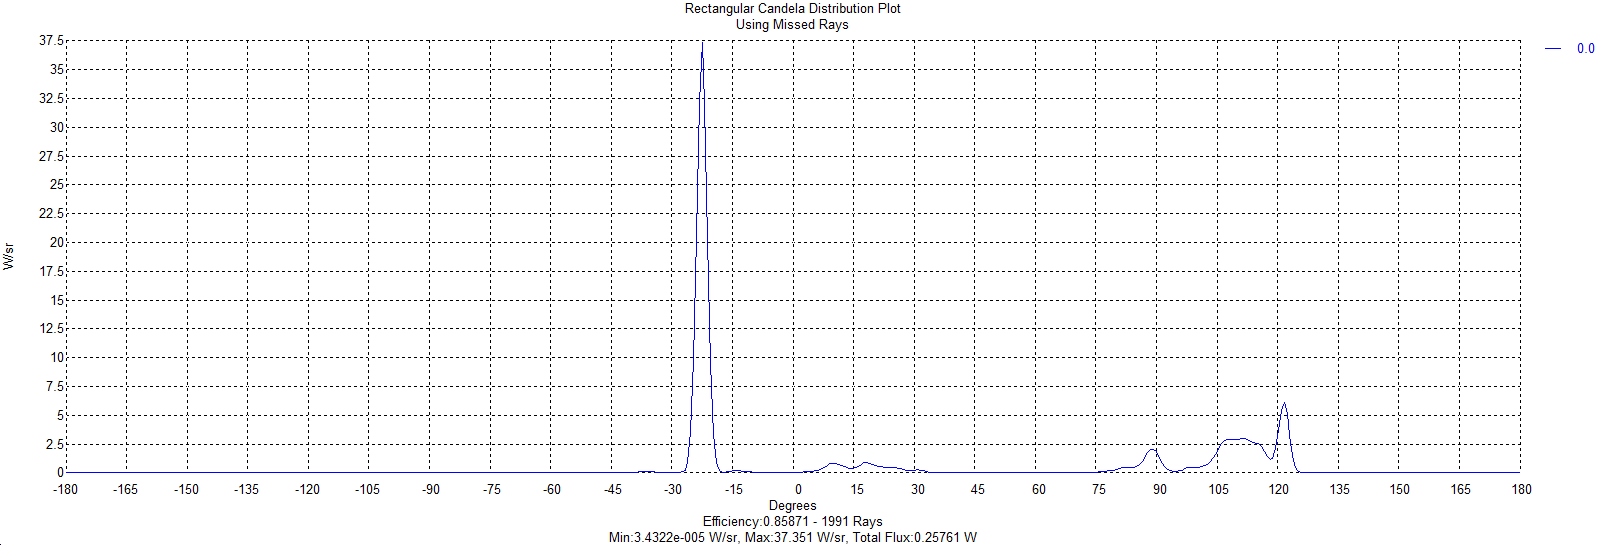 Rectangular Candela Distribution Plot
Using Missed Rays
37.5
35
32.5
30
27.5
25
22.5
20
17.5
15
12.5
10
7.5
5
2.5
0
W/sr
-180 -165 -150 -135 -120 -105 -90 -75 -60 -45 -30 -15 0 15 30 45 60 75 90 105 120 135 150 165 180
Degrees
Efficiency:0.85871 - 1991 Rays
Min:3.4322e-005 W/sr, Max:37.351 W/sr, Total Flux:0.25761 W
0.0